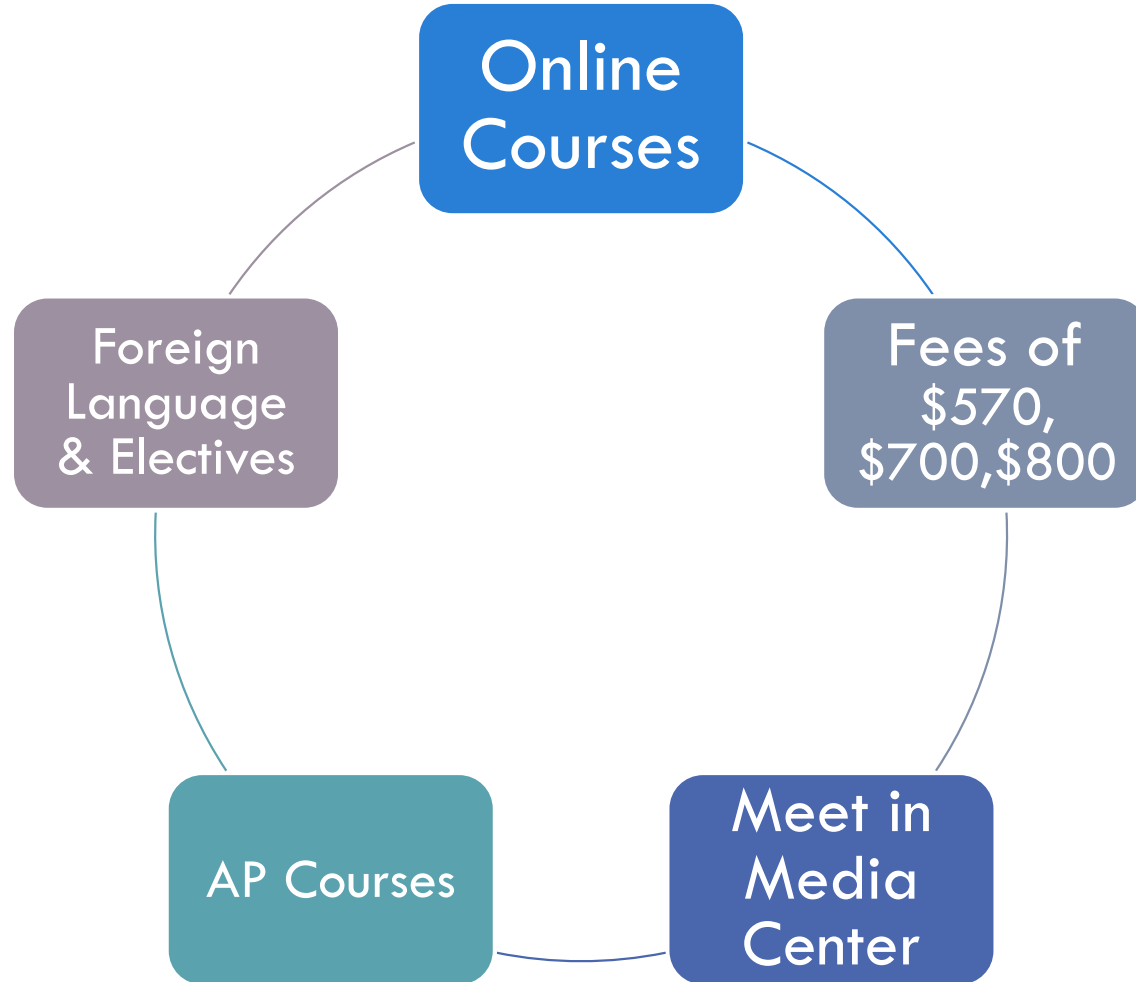 Online
Courses
Fees of
$570,
$700,$800
Meet in
Media
Center
AP Courses
Foreign
Language
& Electives